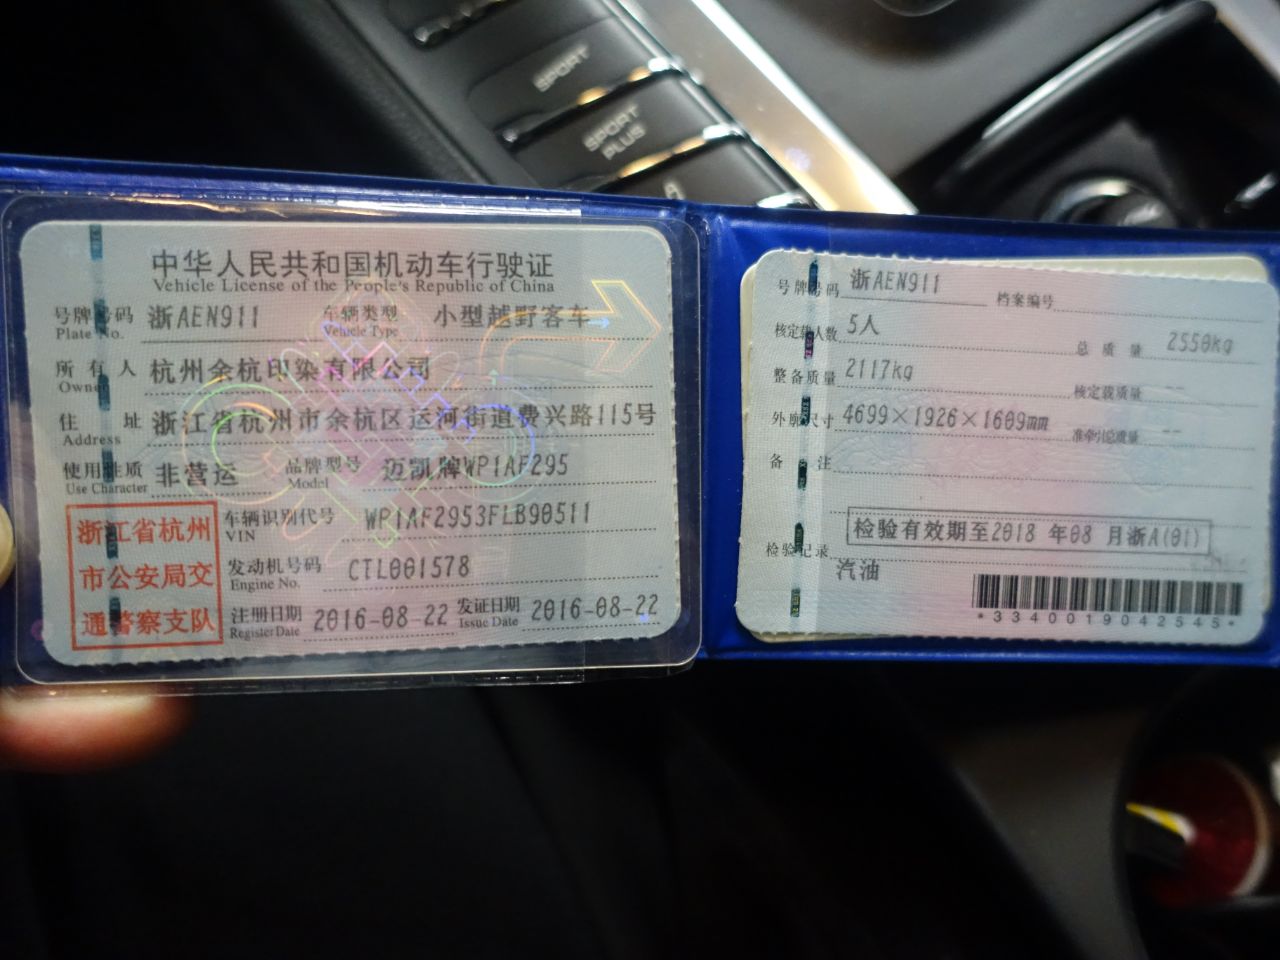 SPORT
SPORT
PLUS
中华人民共和国机动车行驶证
Vehicle License of the People's Republic of China
号牌号码 浙AEN911 车辆类型 小型越野客车
Plate No. Vehicle Type
所有人 杭州余杭印染有限公司
Owner
住址 浙江省杭州市余杭区运河街道费兴路115号
Address
使用性质 非营运 品牌型号 迈凯牌WP1AF295
Use Character Model
浙江省杭州
市公安局交
通警察支队
车辆识别代号 WP1AF2953FLB90511
VIN
发动机号码 CTL001578
Engine No.
注册日期 2016-08-22 发证日期 2016-08-22
Register Date Issue Date
号牌号码 浙AEN911 档案编号
核定载人数 5人 总质量 2550kg
整备质量 2117kg 核定载质量 --
外廓尺寸 4699×1926×1609mm 准牵引总质量 --
备注
检验有效期至2018 年08 月浙A(01)
检验记录
汽油
*3340019042545*